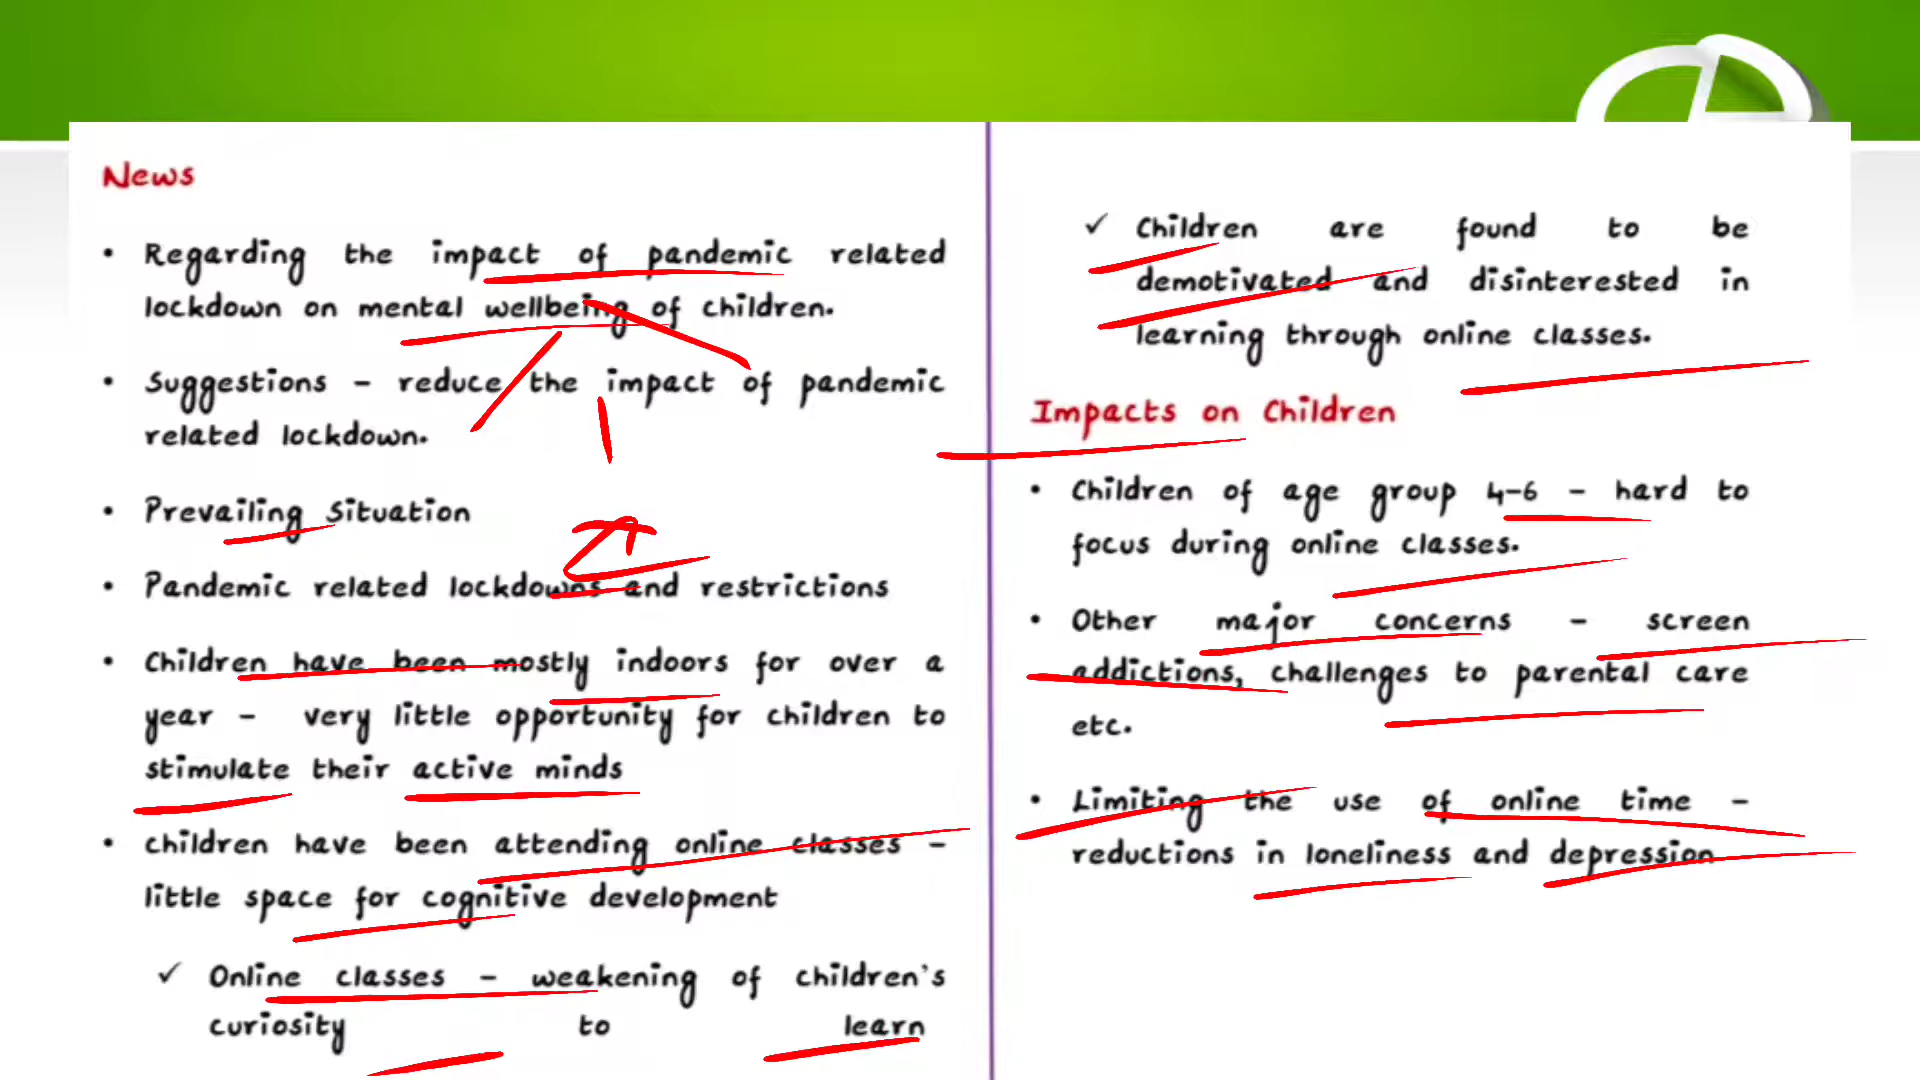 News
• Regarding the impact of pandemic related
lockdown on mental wellbeing of children.
• Suggestions – reduce the impact of pandemic
related lockdown.
• Prevailing Situation
• Pandemic related lockdowns and restrictions
• Children have been mostly indoors for over a
year – very little opportunity for children to
stimulate their active minds
• children have been attending online classes –
little space for cognitive development
✓ Online classes – weakening of children's
curiosity to learn
✓ Children are found to be
demotivated and disinterested in
learning through online classes.
Impacts on Children
• Children of age group 4-6 – hard to
focus during online classes.
• Other major concerns – screen
addictions, challenges to parental care
etc.
• Limiting the use of online time –
reductions in loneliness and depression